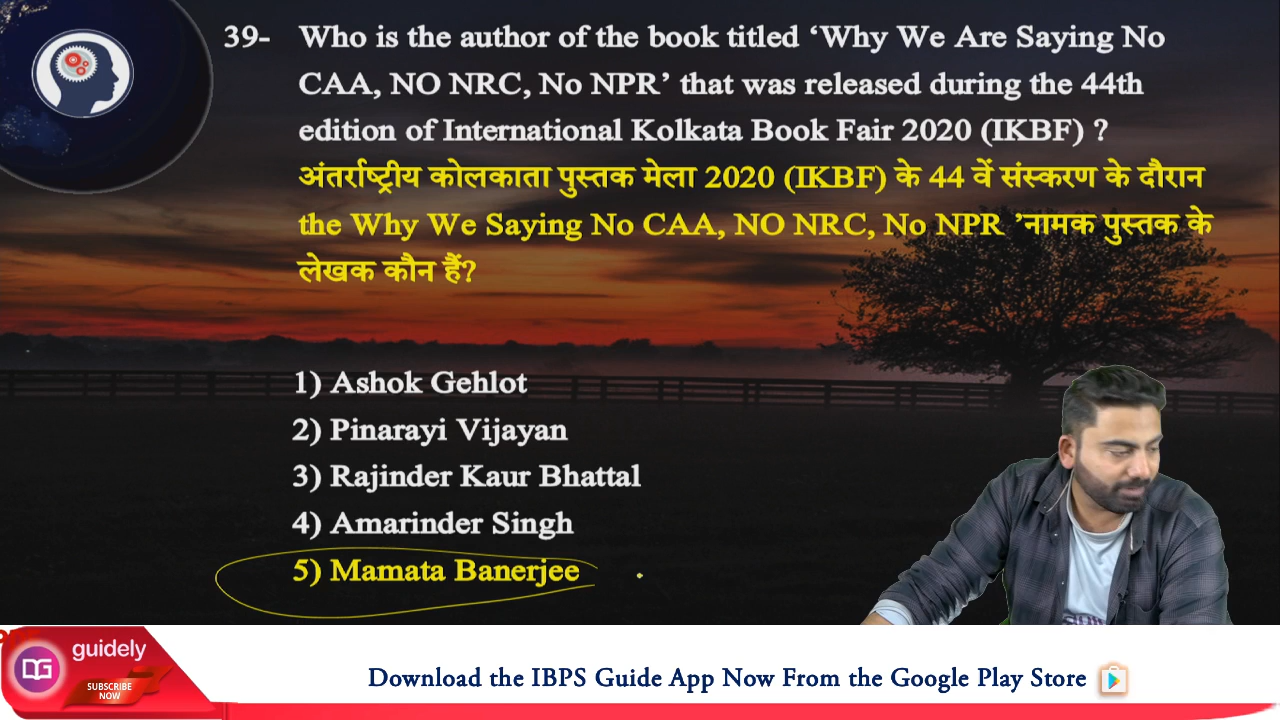 39- Who is the author of the book titled ‘Why We Are Saying No
CAA, NO NRC, No NPR’ that was released during the 44th
edition of International Kolkata Book Fair 2020 (IKBF) ?
अंतर्राष्ट्रीय कोलकाता पुस्तक मेला 2020 (IKBF) के 44 वें संस्करण के दौरान
the Why We Saying No CAA, NO NRC, No NPR ’नामक पुस्तक के
लेखक कौन हैं?
1) Ashok Gehlot
2) Pinarayi Vijayan
3) Rajinder Kaur Bhattal
4) Amarinder Singh
5) Mamata Banerjee
guidely
SUBSCRIBE
NOW
Download the IBPS Guide App Now From the Google Play Store